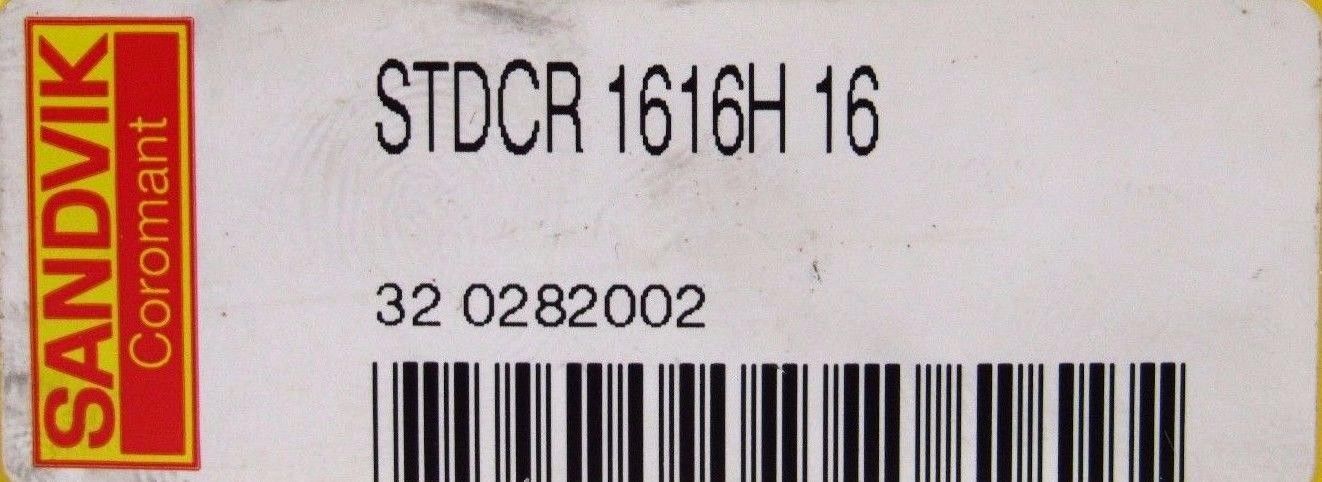 SANDVIK
Coromant
STDCR 1616H 16
32 0282002